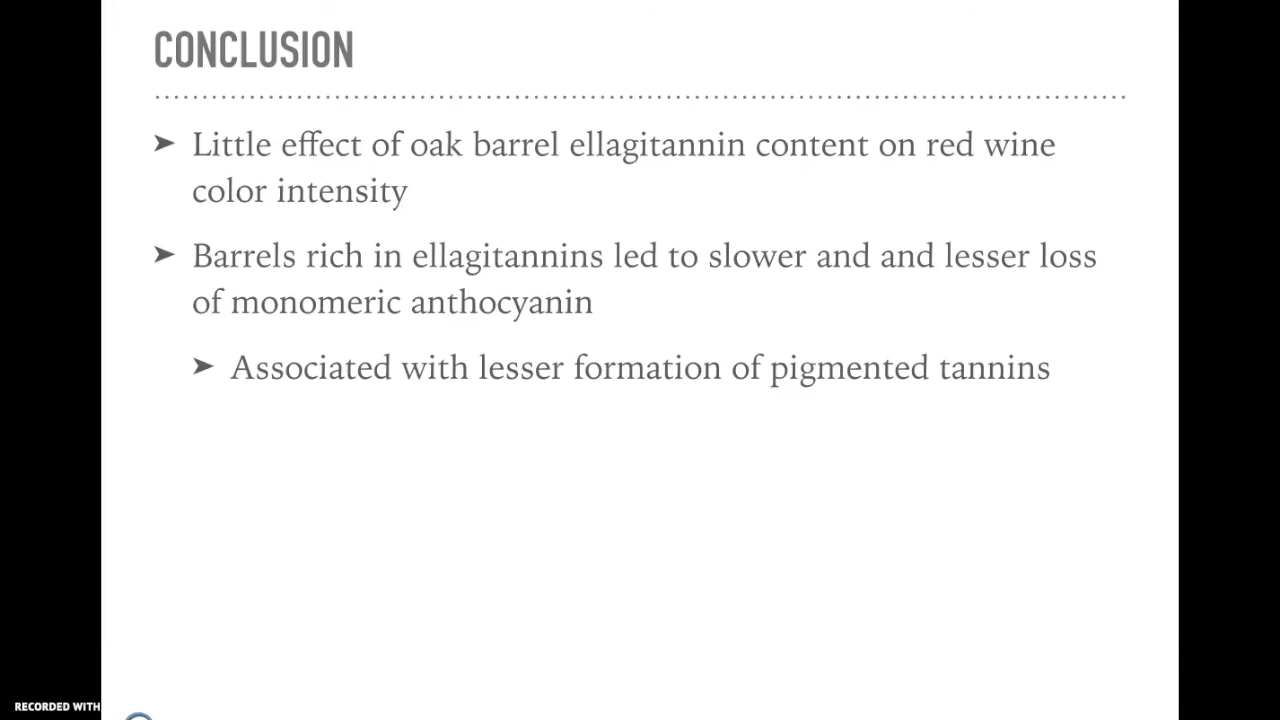 CONCLUSION
➤ Little effect of oak barrel ellagitannin content on red wine
color intensity
➤ Barrels rich in ellagitannins led to slower and and lesser loss
of monomeric anthocyanin
➤ Associated with lesser formation of pigmented tannins
RECORDED WITH